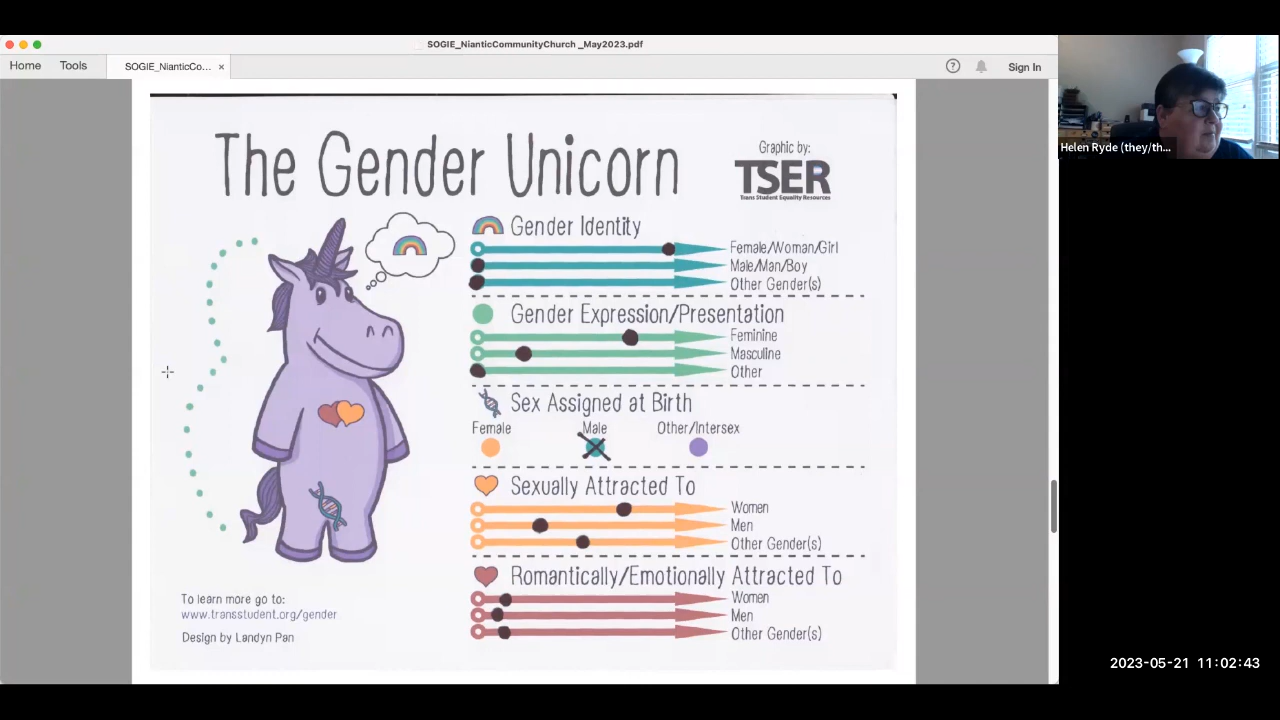 SOGIE_NianticCommunityChurch _May2023.pdf
Home Tools SOGIE_NianticCo... × Sign In
Helen Ryde (they/th...
The Gender Unicorn
Graphic by:
TSER
Trans Student Equality Resources
Gender Identity
Female/Woman/Girl
Male/Man/Boy
Other Gender(s)
Gender Expression/Presentation
Feminine
Masculine
Other
Sex Assigned at Birth
Female Male Other/Intersex
Sexually Attracted To
Women
Men
Other Gender(s)
Romantically/Emotionally Attracted To
Women
Men
Other Gender(s)
To learn more go to:
www.transstudent.org/gender
Design by Landyn Pan
2023-05-21 11:02:43